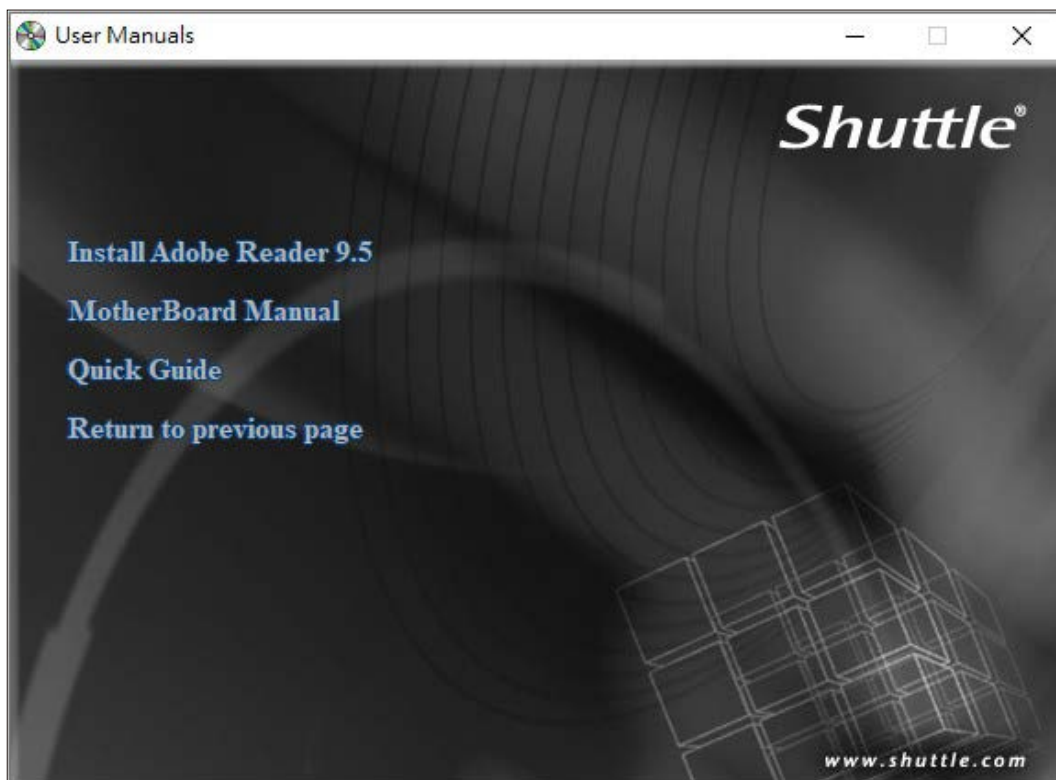 User Manuals
Shuttle®
Install Adobe Reader 9.5
MotherBoard Manual
Quick Guide
Return to previous page
www.shuttle.com